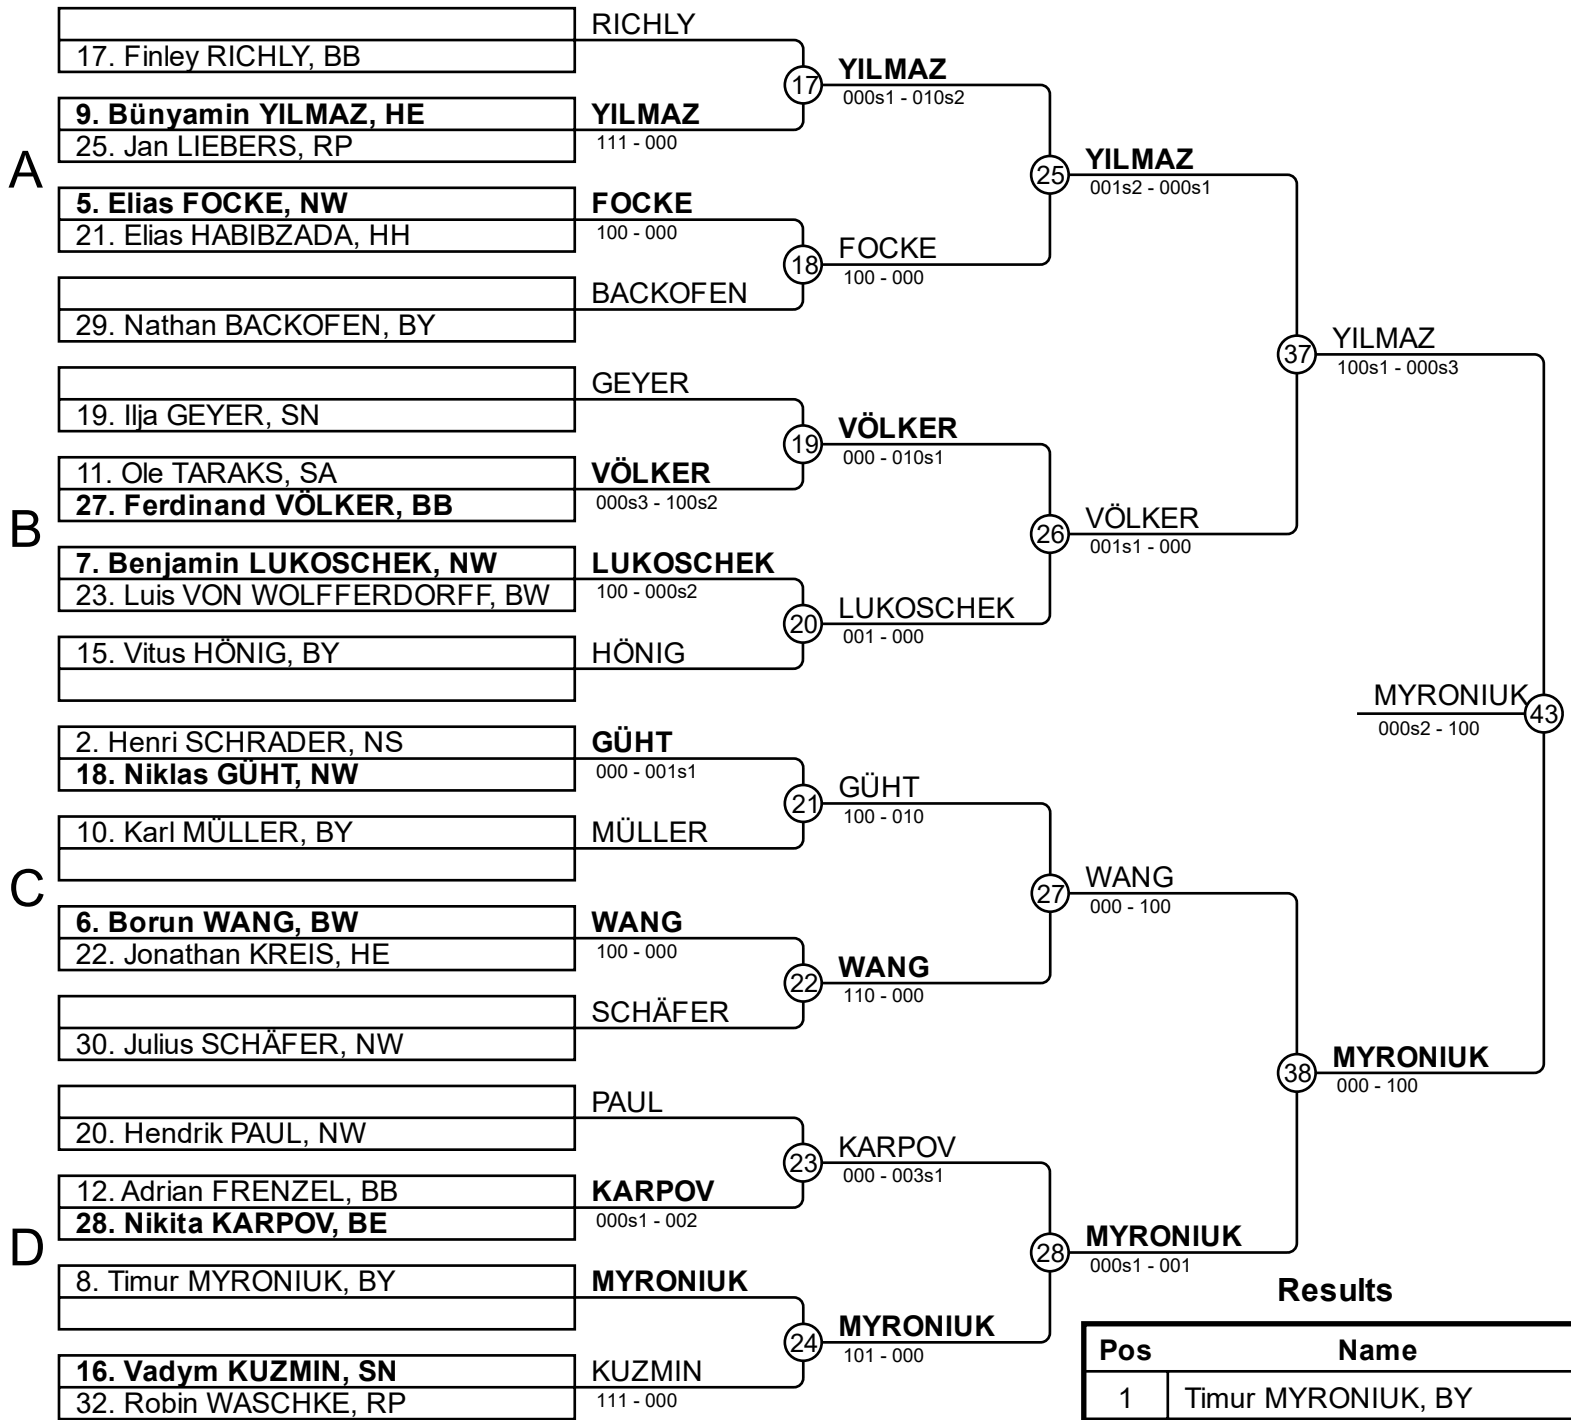 RICHLY
17. Finley RICHLY, BB
17
YILMAZ
000s1 - 010s2
9. Bünyamin YILMAZ, HE
YILMAZ
25. Jan LIEBERS, RP
111 - 000
A
25
YILMAZ
001s2 - 000s1
5. Elias FOCKE, NW
FOCKE
21. Elias HABIBZADA, HH
100 - 000
18
FOCKE
100 - 000
BACKOFEN
29. Nathan BACKOFEN, BY
37
YILMAZ
100s1 - 000s3
GEYER
19. Ilja GEYER, SN
19
VÖLKER
000 - 010s1
11. Ole TARAKS, SA
VÖLKER
27. Ferdinand VÖLKER, BB
000s3 - 100s2
B
26
VÖLKER
001s1 - 000
7. Benjamin LUKOSCHEK, NW
LUKOSCHEK
23. Luis VON WOLFFERDORFF, BW
100 - 000s2
20
LUKOSCHEK
001 - 000
15. Vitus HÖNIG, BY
HÖNIG
MYRONIUK
43
000s2 - 100
2. Henri SCHRADER, NS
GÜHT
18. Niklas GÜHT, NW
000 - 001s1
21
GÜHT
100 - 010
10. Karl MÜLLER, BY
MÜLLER
C
27
WANG
000 - 100
6. Borun WANG, BW
WANG
22. Jonathan KREIS, HE
100 - 000
22
WANG
110 - 000
SCHÄFER
30. Julius SCHÄFER, NW
38
MYRONIUK
000 - 100
PAUL
20. Hendrik PAUL, NW
23
KARPOV
000 - 003s1
12. Adrian FRENZEL, BB
KARPOV
28. Nikita KARPOV, BE
000s1 - 002
D
28
MYRONIUK
000s1 - 001
8. Timur MYRONIUK, BY
MYRONIUK
24
MYRONIUK
101 - 000
16. Vadym KUZMIN, SN
KUZMIN
32. Robin WASCHKE, RP
111 - 000
Results
Pos Name
1 Timur MYRONIUK, BY